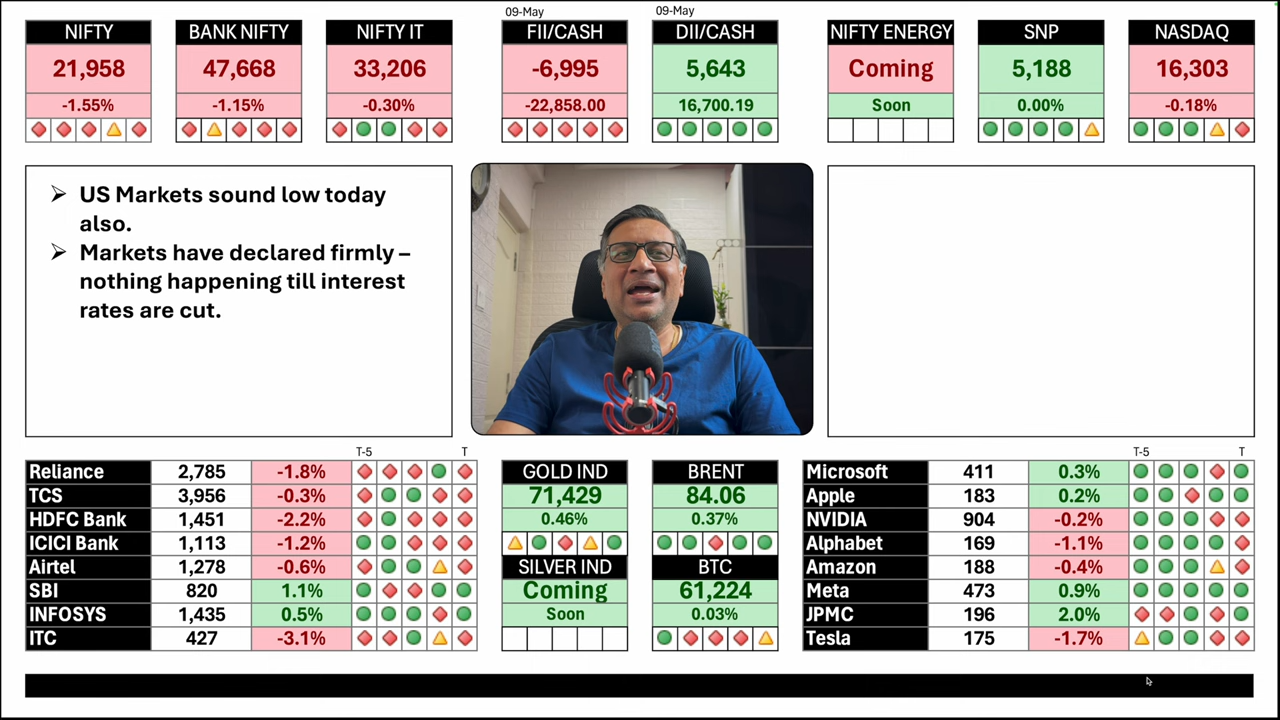 09-May
09-May
NIFTY
BANK NIFTY
NIFTY IT
FII/CASH
DII/CASH
NIFTY ENERGY
SNP
NASDAQ
21,958
47,668
33,206
-6,995
5,643
Coming
5,188
16,303
-1.55%
-1.15%
-0.30%
-22,858.00
16,700.19
Soon
0.00%
-0.18%
➢ US Markets sound low today
also.
➢ Markets have declared firmly –
nothing happening till interest
rates are cut.
T-5 T
Reliance 2,785 -1.8%
TCS 3,956 -0.3%
HDFC Bank 1,451 -2.2%
ICICI Bank 1,113 -1.2%
Airtel 1,278 -0.6%
SBI 820 1.1%
INFOSYS 1,435 0.5%
ITC 427 -3.1%
GOLD IND
71,429
0.46%
SILVER IND
Coming
Soon
BRENT
84.06
0.37%
BTC
61,224
0.03%
T-5 T
Microsoft 411 0.3%
Apple 183 0.2%
NVIDIA 904 -0.2%
Alphabet 169 -1.1%
Amazon 188 -0.4%
Meta 473 0.9%
JPMC 196 2.0%
Tesla 175 -1.7%